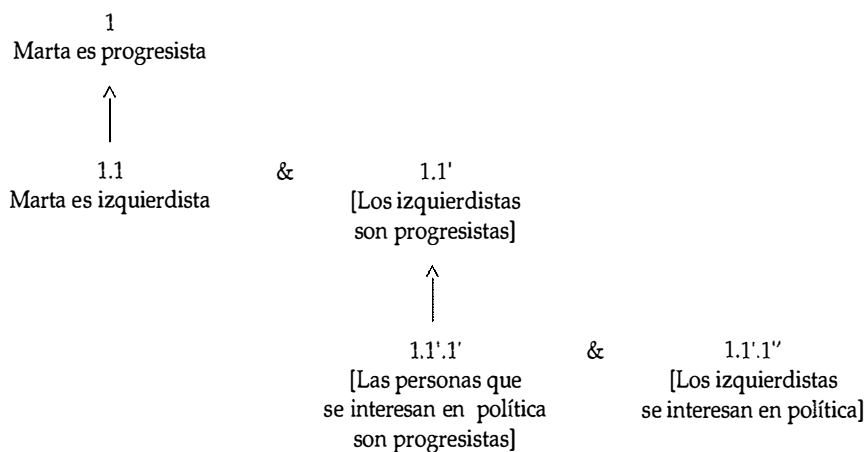 1
Marta es progresista
1.1 & 1.1'
Marta es izquierdista [Los izquierdistas
son progresistas]
1.1'.1' & 1.1'.1''
[Las personas que [Los izquierdistas
se interesan en política se interesan en política]
son progresistas]